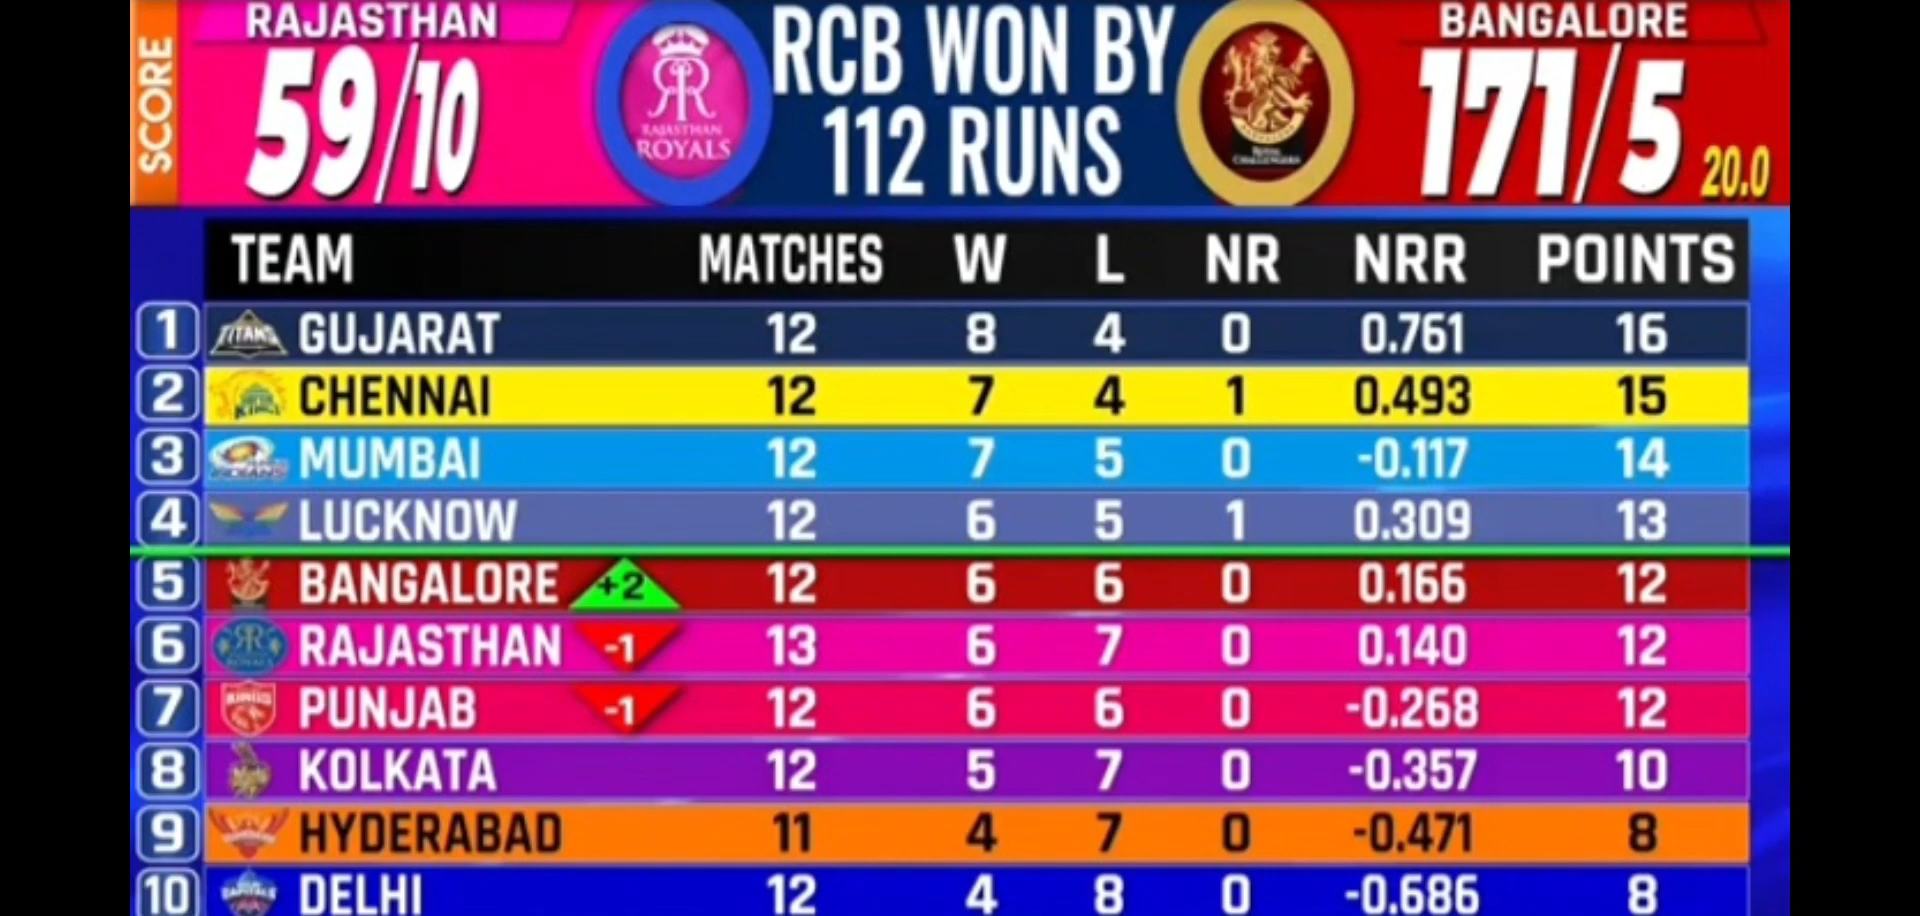 SCORE
RAJASTHAN
59/10
RAJASTHAN
ROYALS
RCB WON BY
112 RUNS
ROYAL
CHALLENGERS
BANGALORE
171/5
20.0
TEAM MATCHES W L NR NRR POINTS
1 TITANS GUJARAT 12 8 4 0 0.761 16
2 CHENNAI 12 7 4 1 0.493 15
3 MUMBAI 12 7 5 0 -0.117 14
4 LUCKNOW 12 6 5 1 0.309 13
5 BANGALORE +2 12 6 6 0 0.166 12
6 RAJASTHAN -1 13 6 7 0 0.140 12
7 PUNJAB -1 12 6 6 0 -0.268 12
8 KOLKATA 12 5 7 0 -0.357 10
9 HYDERABAD 11 4 7 0 -0.471 8
10 DELHI 12 4 8 0 -0.686 8